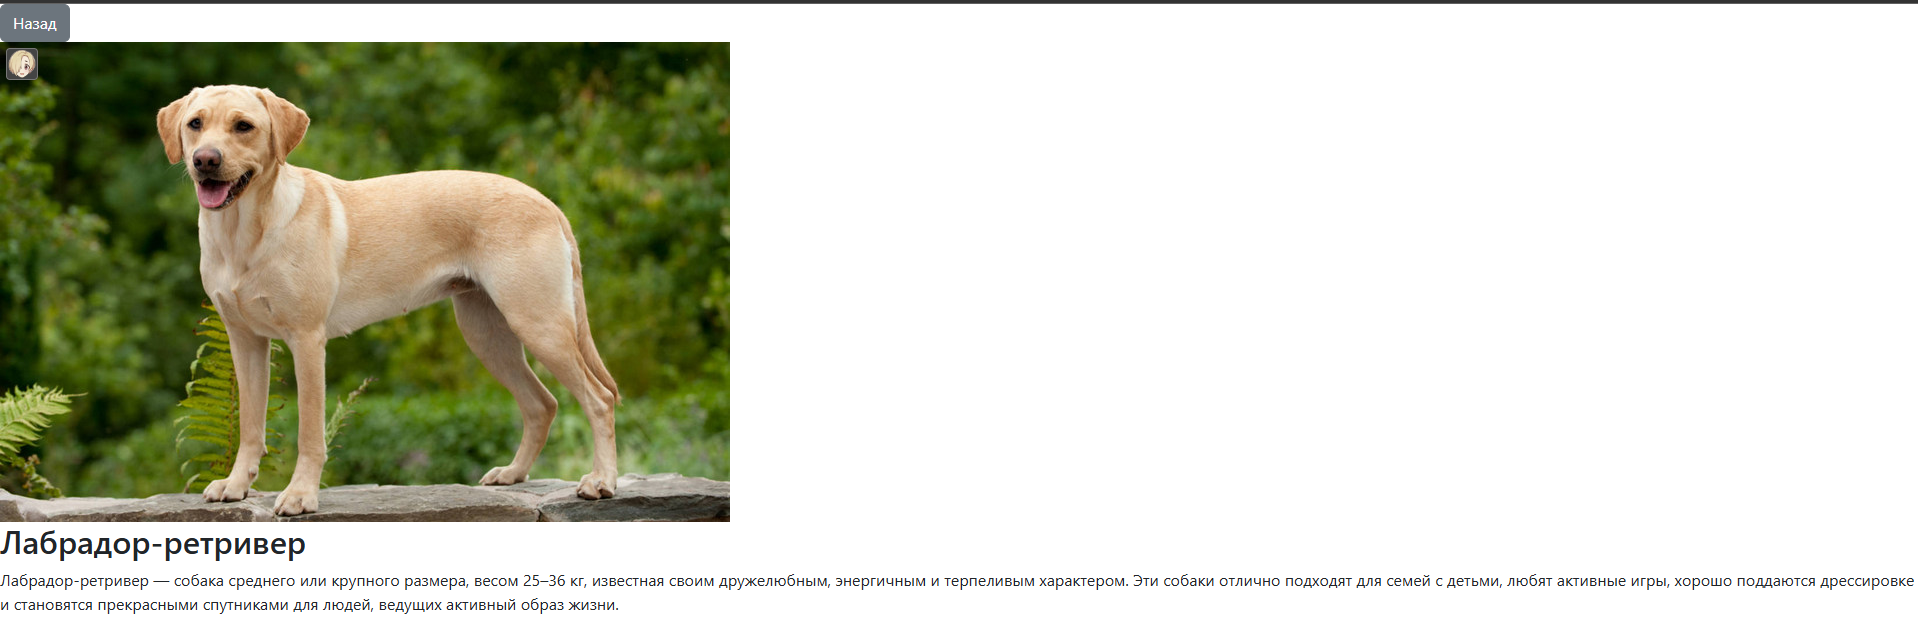 Назад
Лабрадор-ретривер
Лабрадор-ретривер — собака среднего или крупного размера, весом 25–36 кг, известная своим дружелюбным, энергичным и терпеливым характером. Эти собаки отлично подходят для семей с детьми, любят активные игры, хорошо поддаются дрессировке
и становятся прекрасными спутниками для людей, ведущих активный образ жизни.